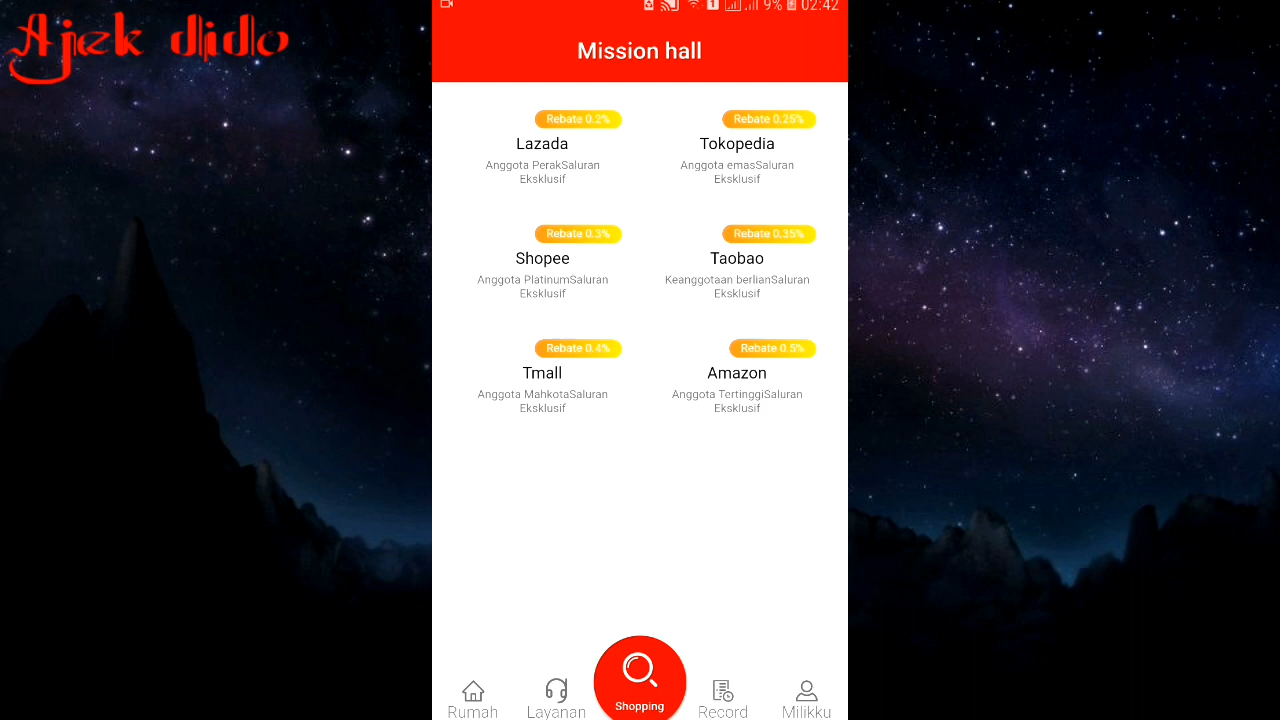 Ajek dido
9% 02:42
Mission hall
Rebate 0.2%
Lazada
Anggota PerakSaluran
Eksklusif
Rebate 0.25%
Tokopedia
Anggota emasSaluran
Eksklusif
Rebate 0.3%
Shopee
Anggota PlatinumSaluran
Eksklusif
Rebate 0.35%
Taobao
Keanggotaan berlianSaluran
Eksklusif
Rebate 0.4%
Tmall
Anggota MahkotaSaluran
Eksklusif
Rebate 0.5%
Amazon
Anggota TertinggiSaluran
Eksklusif
Rumah
Layanan
Shopping
Record
Milikku